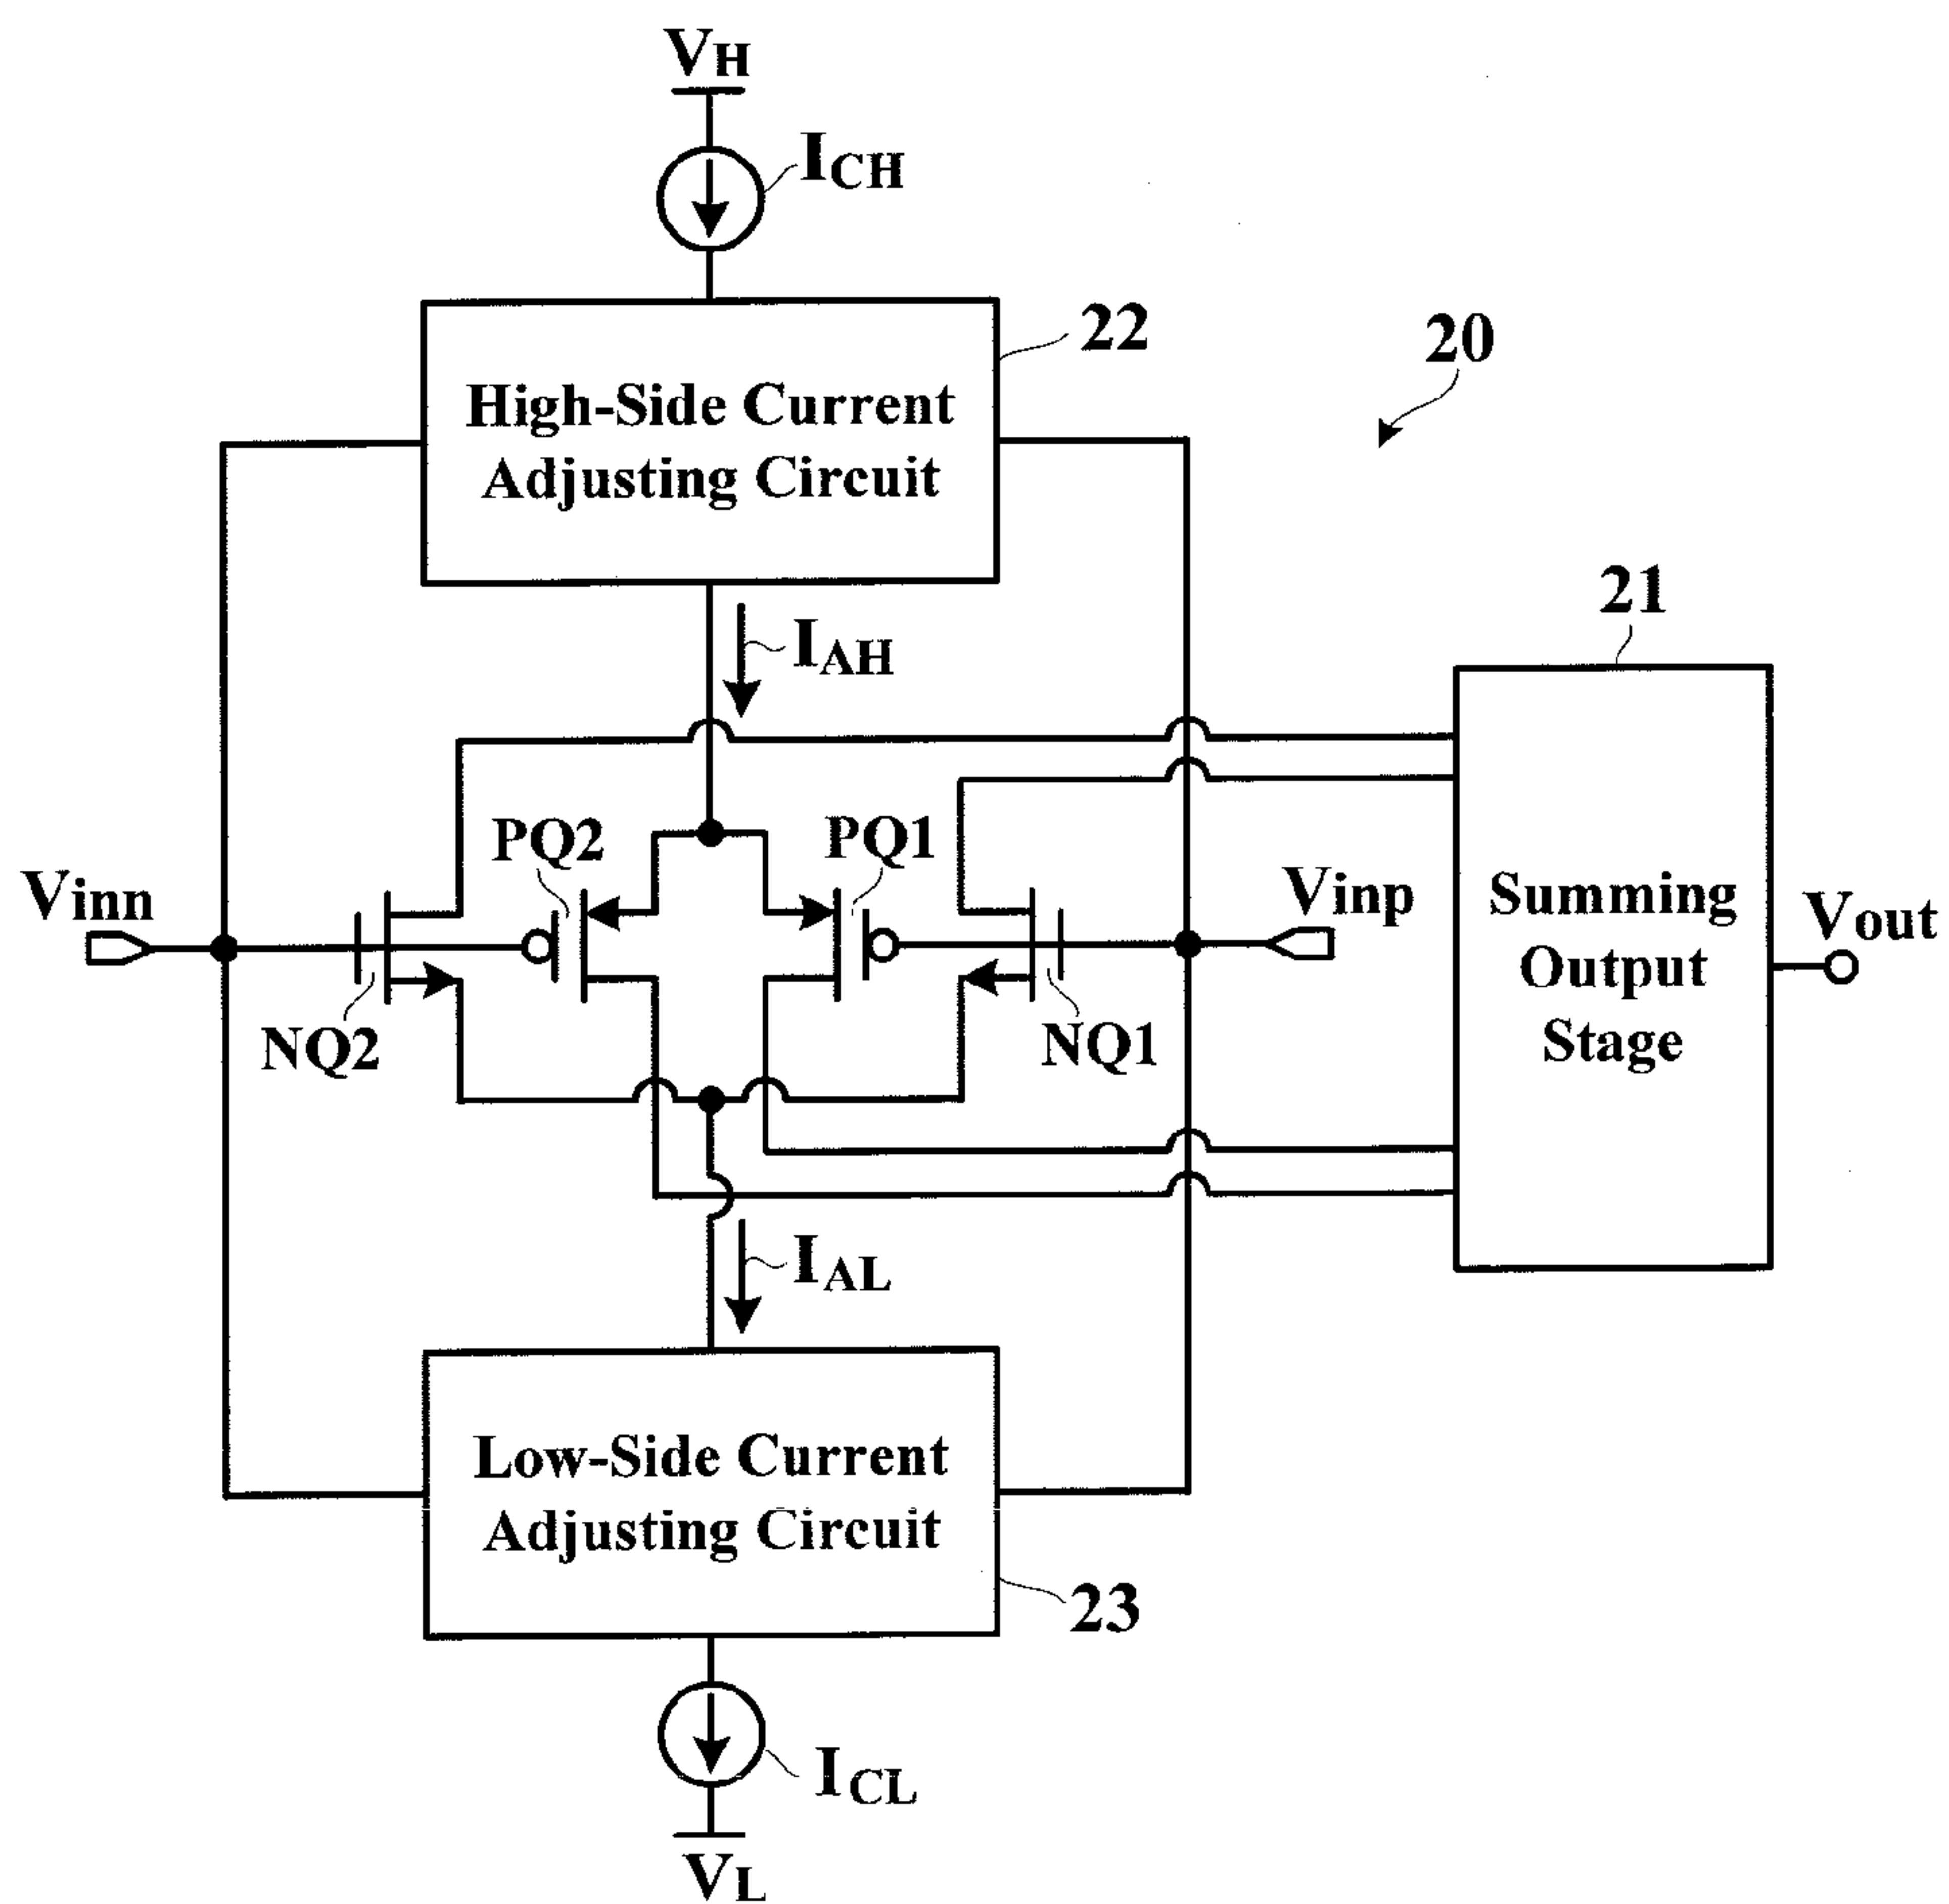 VH
ICH
22
High-Side Current
Adjusting Circuit
20
21
IAH
PQ2
PQ1
Vinn
Vinp
Summing
Output
Stage
Vout
NQ2
NQ1
IAL
Low-Side Current
Adjusting Circuit
23
ICL
VL